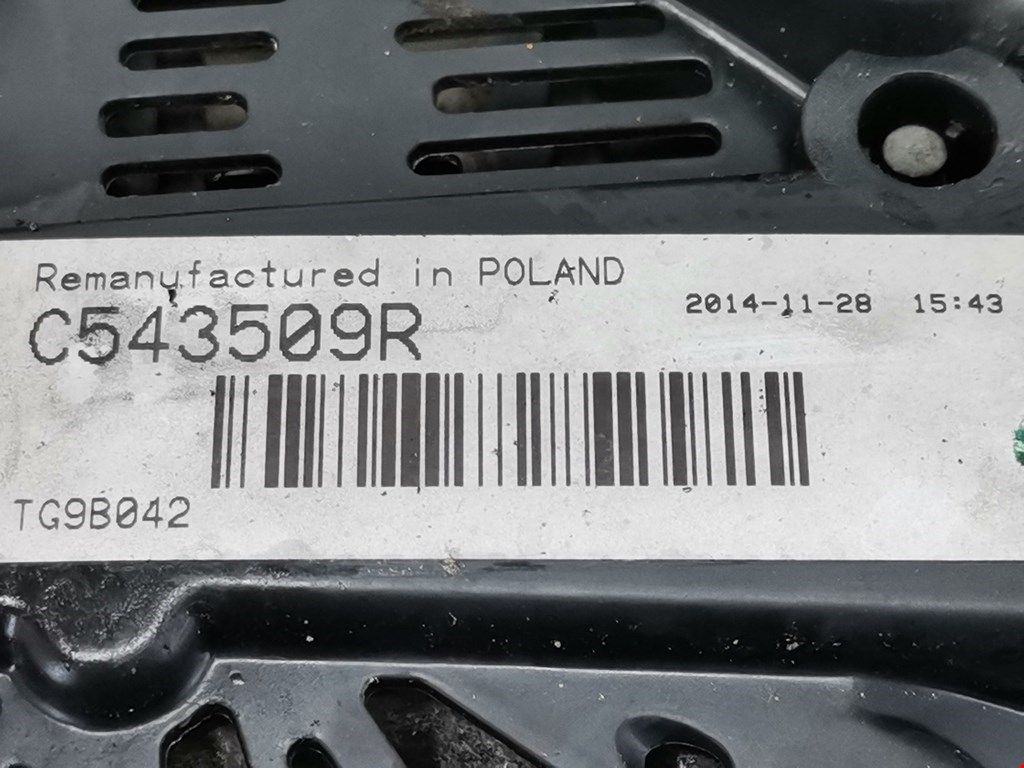 Remanufactured in POLAND
2014-11-28 15:43
C543509R
TG9B042